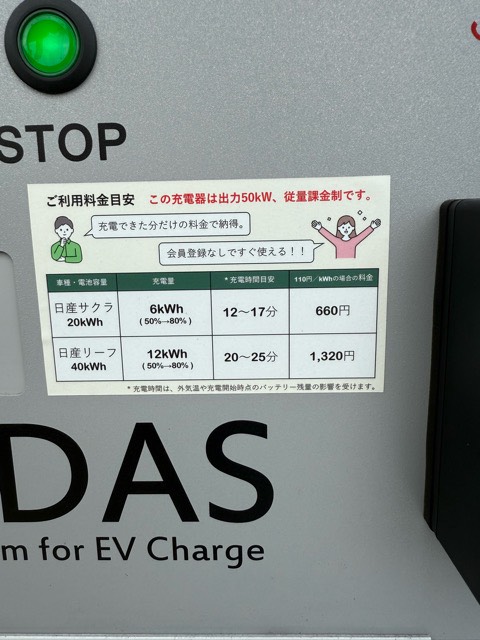 STOP
ご利用料金目安 この充電器は出力50kW、従量課金制です。
充電できた分だけの料金で納得。
会員登録なしですぐ使える！！
車種・電池容量 充電量 *充電時間目安 110円／kWhの場合の料金
日産サクラ 20kWh 6kWh (50%→80%) 12〜17分 660円
日産リーフ 40kWh 12kWh (50%→80%) 20〜25分 1,320円
*充電時間は、外気温や充電開始時点のバッテリー残量の影響を受けます。
DAS
m for EV Charge